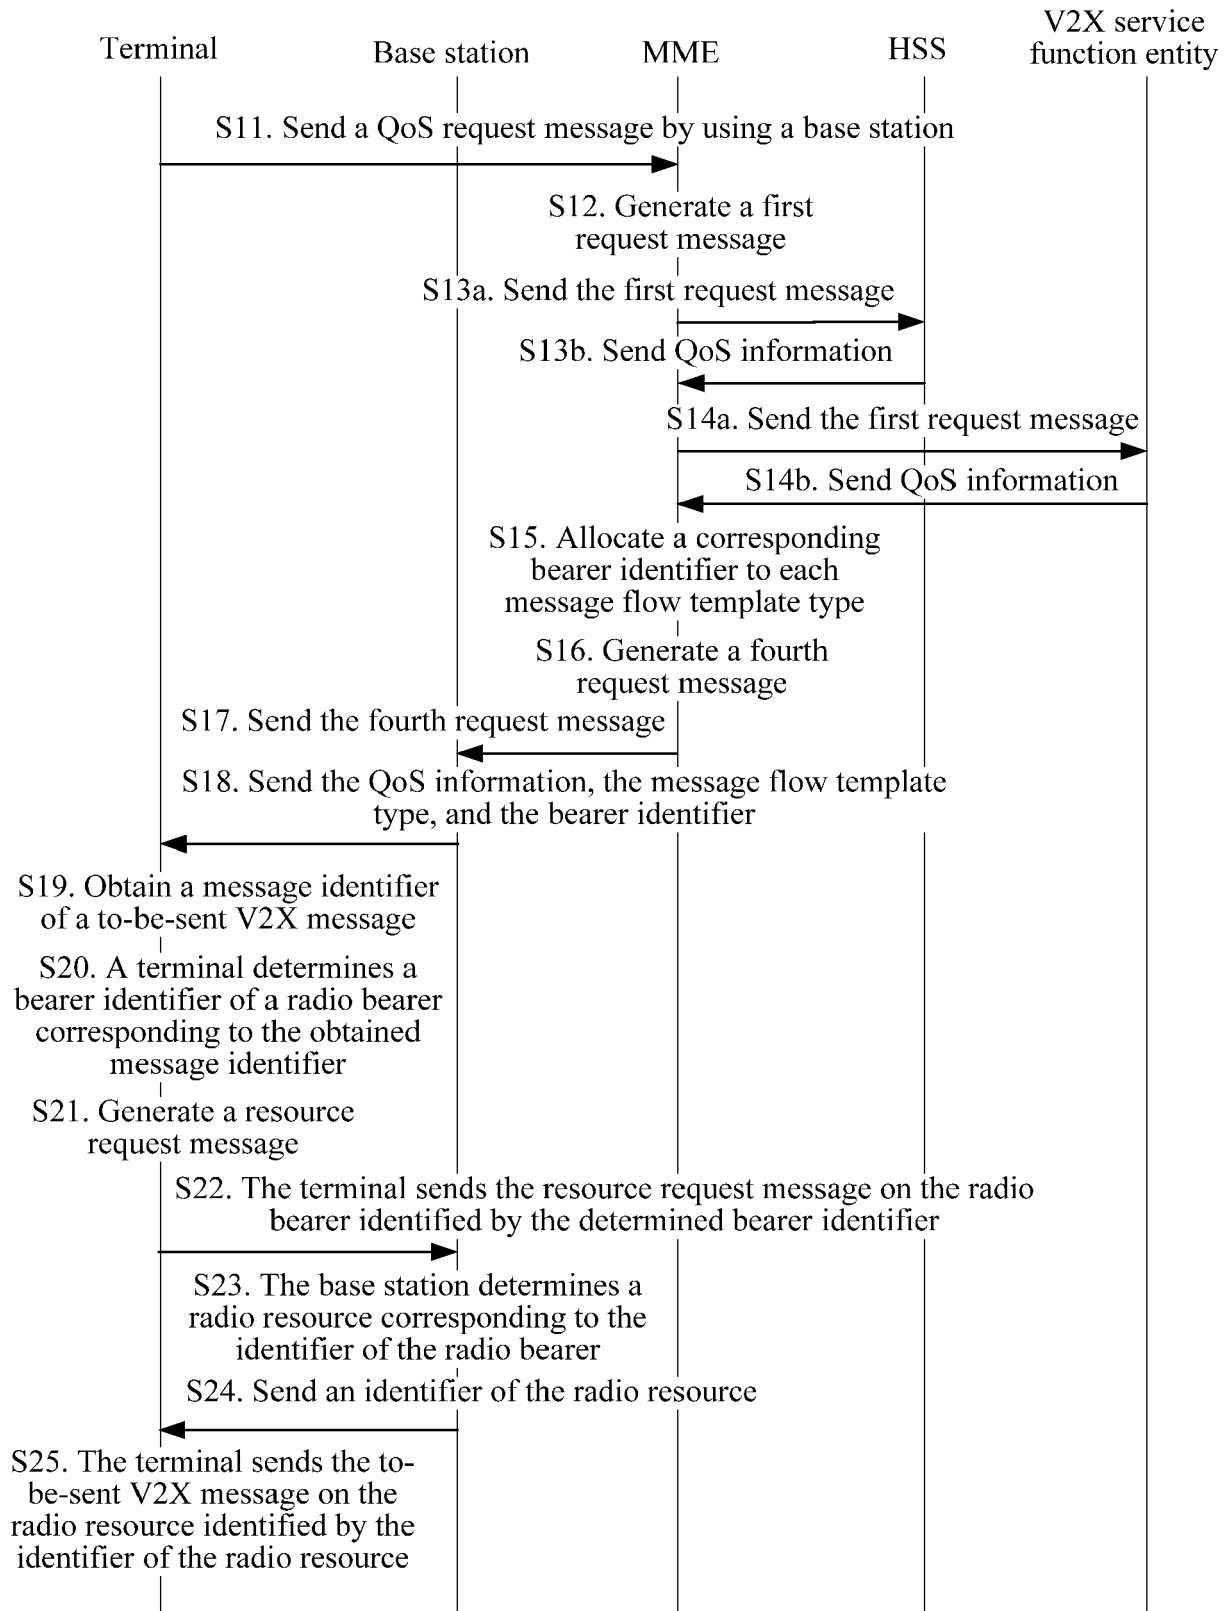 Terminal
Base station
MME
HSS
V2X service
function entity
S11. Send a QoS request message by using a base station
S12. Generate a first
request message
S13a. Send the first request message
S13b. Send QoS information
S14a. Send the first request message
S14b. Send QoS information
S15. Allocate a corresponding
bearer identifier to each
message flow template type
S16. Generate a fourth
request message
S17. Send the fourth request message
S18. Send the QoS information, the message flow template
type, and the bearer identifier
S19. Obtain a message identifier
of a to-be-sent V2X message
S20. A terminal determines a
bearer identifier of a radio bearer
corresponding to the obtained
message identifier
S21. Generate a resource
request message
S22. The terminal sends the resource request message on the radio
bearer identified by the determined bearer identifier
S23. The base station determines a
radio resource corresponding to the
identifier of the radio bearer
S24. Send an identifier of the radio resource
S25. The terminal sends the to-
be-sent V2X message on the
radio resource identified by the
identifier of the radio resource